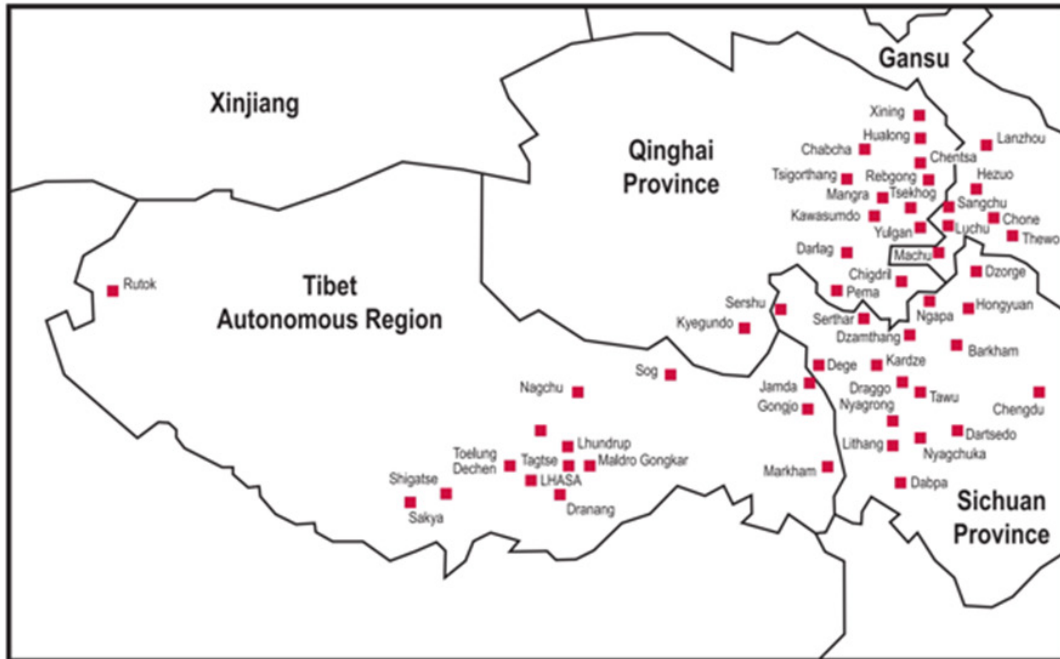 Gansu
Xinjiang
Xining
Hualong
Lanzhou
Chabcha
Chentsa
Qinghai
Province
Tsigorthang
Rebgong
Hezuo
Mangra
Tsekhog
Sangchu
Kawasumdo
Chone
Yulgan
Luchu
Thewo
Darlag
Machu
Chigdril
Dzorge
Rutok
Tibet
Autonomous Region
Pema
Sershu
Ngapa
Hongyuan
Kyegundo
Serthar
Dzamthang
Barkham
Sog
Dege
Kardze
Nagchu
Jamda
Draggo
Tawu
Gongjo
Nyagrong
Chengdu
Lhundrup
Lithang
Dartsedo
Toelung
Dechen
Tagtse
Maldro Gongkar
Nyagchuka
Markham
Shigatse
LHASA
Dabpa
Sakya
Dranang
Sichuan
Province